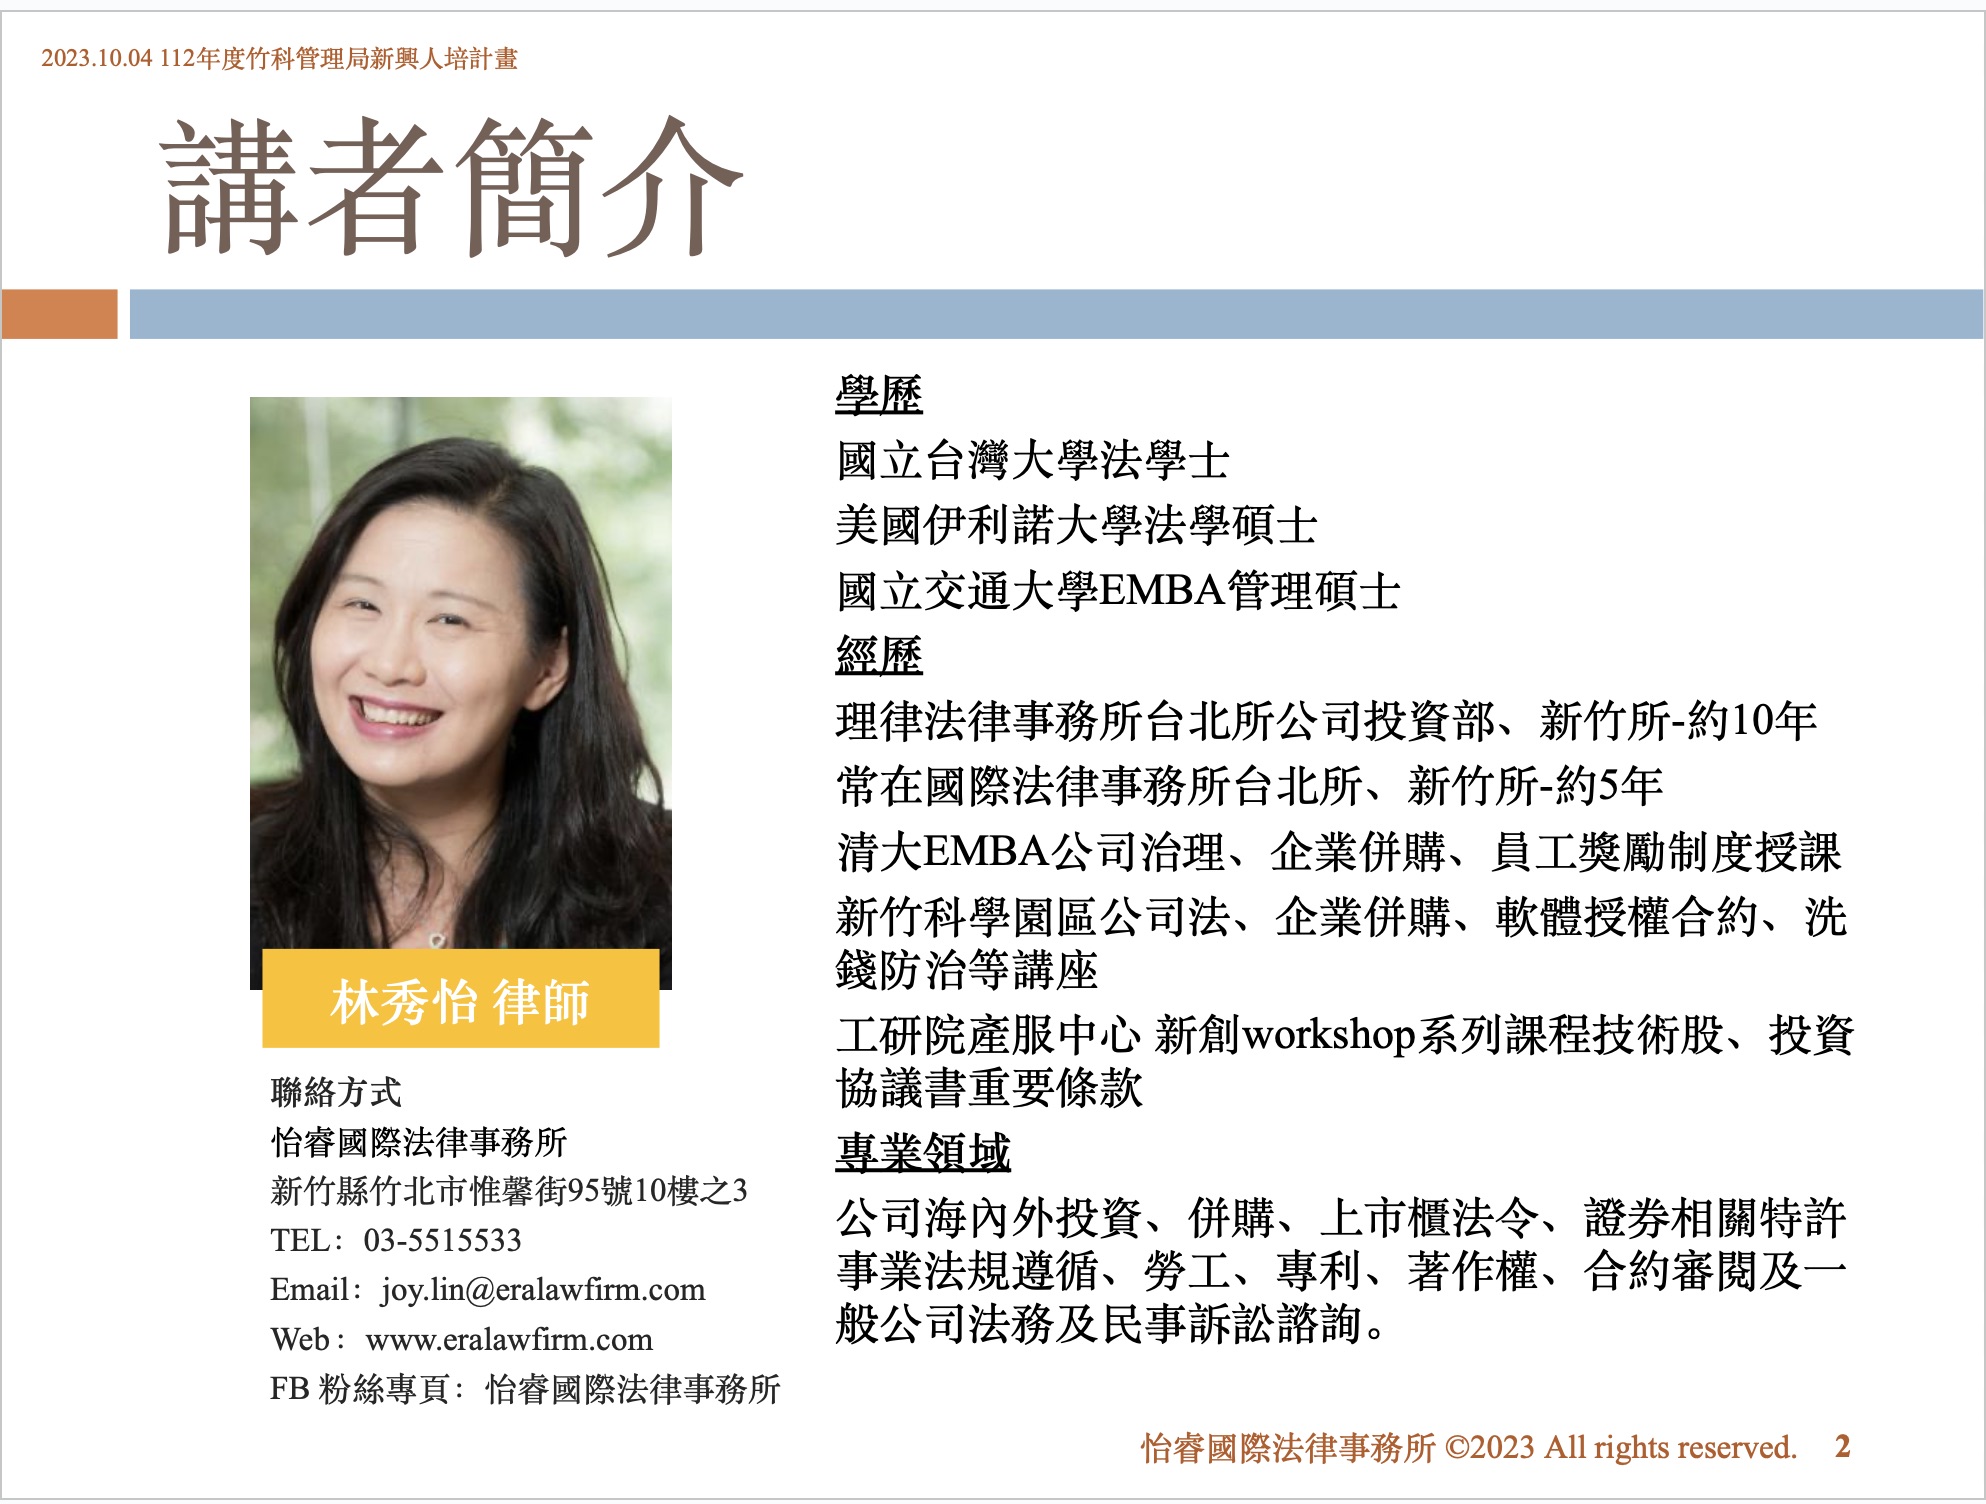 2023.10.04 112年度竹科管理局新興人培計畫
講者簡介
林秀怡 律師
聯絡方式
怡睿國際法律事務所
新竹縣竹北市惟馨街95號10樓之3
TEL：03-5515533
Email：joy.lin@eralawfirm.com
Web：www.eralawfirm.com
FB 粉絲專頁：怡睿國際法律事務所
學歷
國立台灣大學法學士
美國伊利諾大學法學碩士
國立交通大學EMBA管理碩士
經歷
理律法律事務所台北所公司投資部、新竹所-約10年
常在國際法律事務所台北所、新竹所-約5年
清大EMBA公司治理、企業併購、員工獎勵制度授課
新竹科學園區公司法、企業併購、軟體授權合約、洗
錢防治等講座
工研院產服中心 新創workshop系列課程技術股、投資
協議書重要條款
專業領域
公司海內外投資、併購、上市櫃法令、證券相關特許
事業法規遵循、勞工、專利、著作權、合約審閱及一
般公司法務及民事訴訟諮詢。
怡睿國際法律事務所 ©2023 All rights reserved. 2